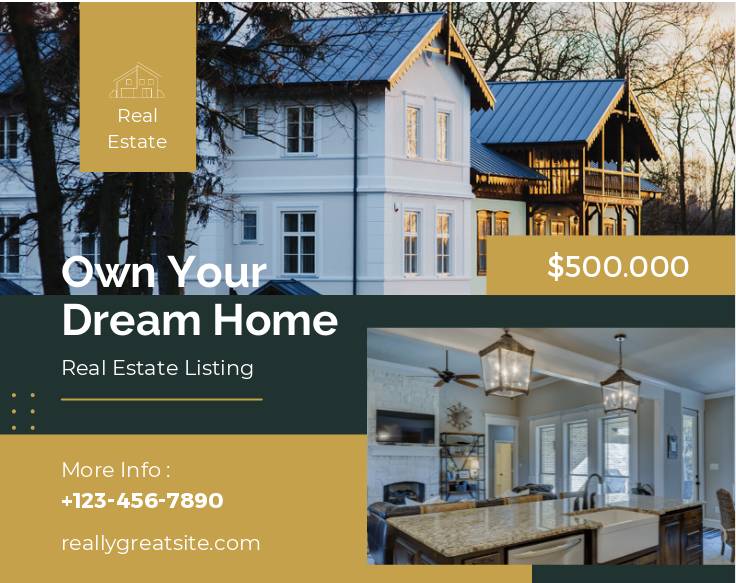 Real
Estate
Own Your
Dream Home
$500.000
Real Estate Listing
More Info :
+123-456-7890
reallygreatsite.com